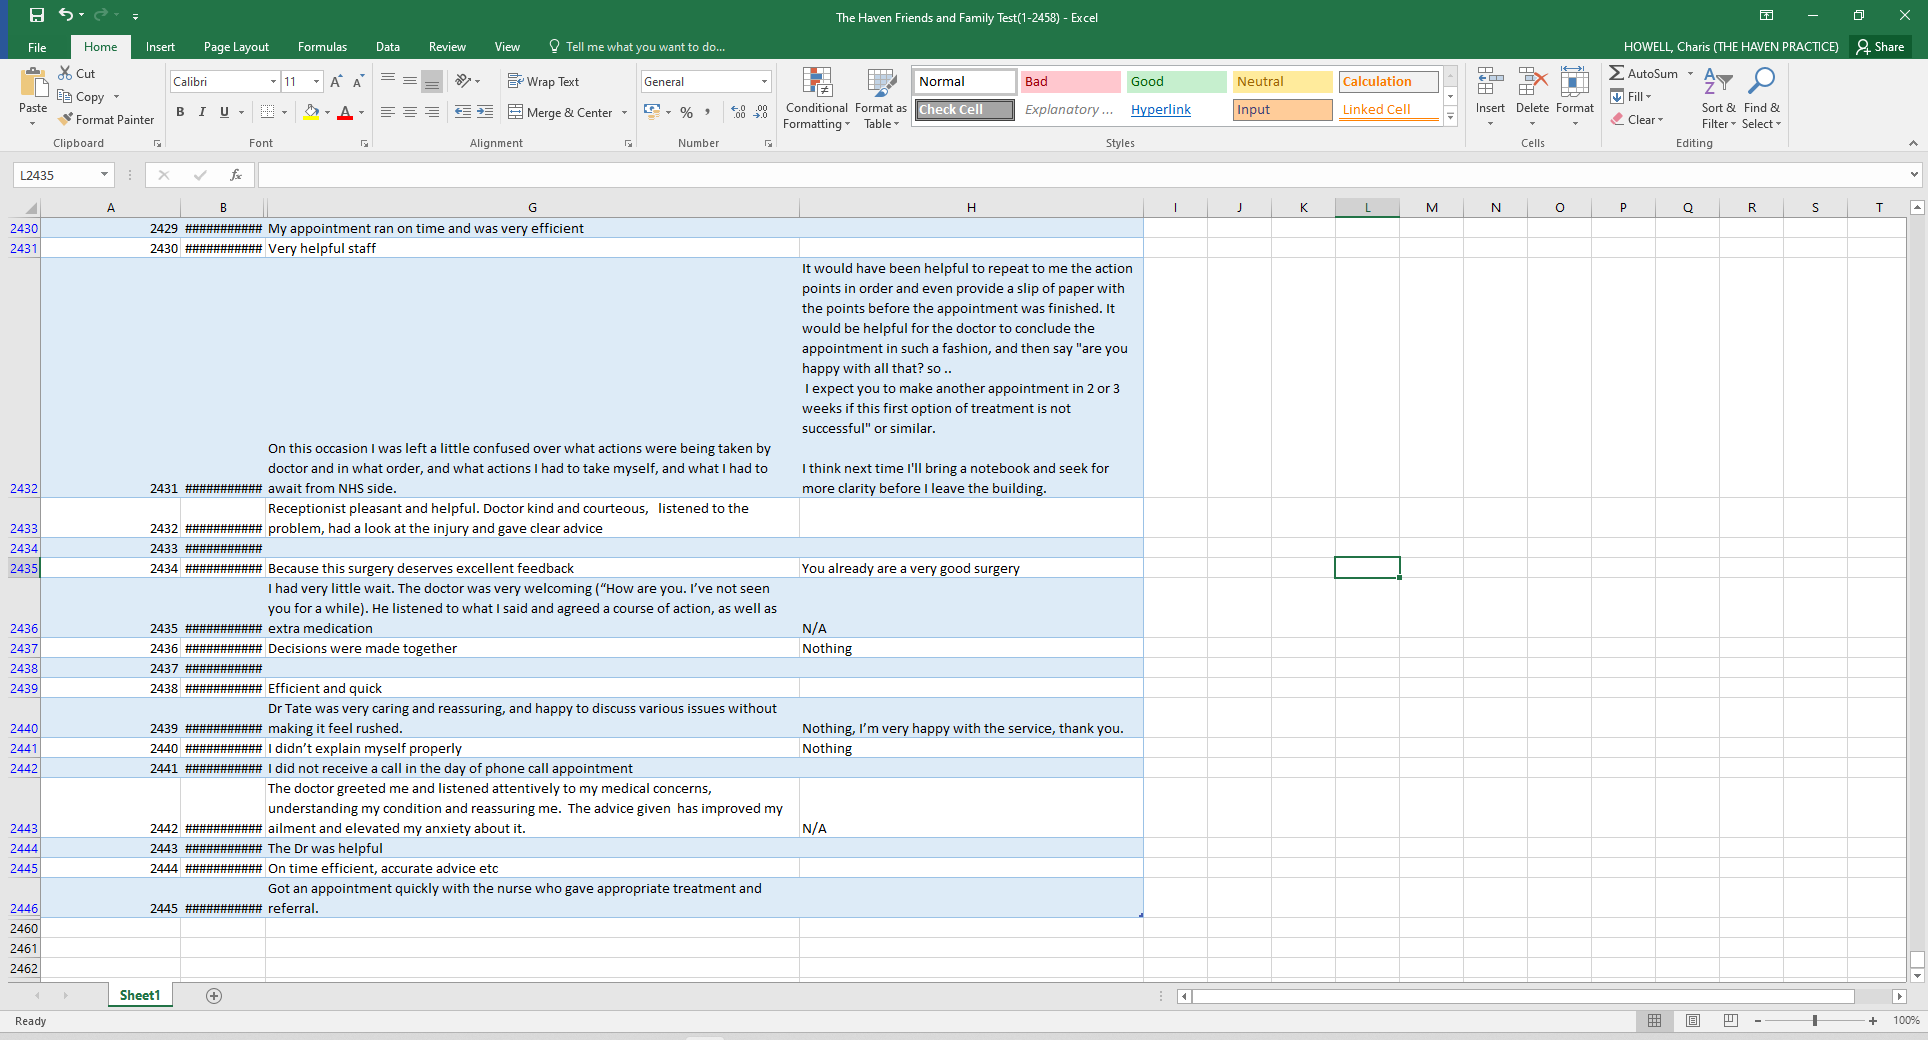 The Haven Friends and Family Test(1-2458) - Excel
File Home Insert Page Layout Formulas Data Review View Tell me what you want to do... HOWELL, Charis (THE HAVEN PRACTICE) Share
Paste
Cut
Copy
Format Painter
Clipboard
Calibri 11 A A
B I U A
Font
Wrap Text
Merge & Center
Alignment
General
%
Number
Conditional Formatting
Format as Table
Normal Bad Good Neutral Calculation
Check Cell Explanatory ... Hyperlink Input Linked Cell
Styles
Insert Delete Format
Cells
AutoSum
Fill
Clear
Sort & Filter
Find & Select
Editing
L2435 fx
A B G H I J K L M N O P Q R S T
2430 2429 ########### My appointment ran on time and was very efficient
2431 2430 ########### Very helpful staff
It would have been helpful to repeat to me the action
points in order and even provide a slip of paper with
the points before the appointment was finished. It
would be helpful for the doctor to conclude the
appointment in such a fashion, and then say "are you
happy with all that? so ..
I expect you to make another appointment in 2 or 3
weeks if this first option of treatment is not
successful" or similar.
On this occasion I was left a little confused over what actions were being taken by
doctor and in what order, and what actions I had to take myself, and what I had to I think next time I'll bring a notebook and seek for
2432 2431 ########### await from NHS side. more clarity before I leave the building.
Receptionist pleasant and helpful. Doctor kind and courteous,   listened to the
2433 2432 ########### problem, had a look at the injury and gave clear advice
2434 2433 ###########
2435 2434 ########### Because this surgery deserves excellent feedback You already are a very good surgery
I had very little wait. The doctor was very welcoming (“How are you. I’ve not seen
you for a while). He listened to what I said and agreed a course of action, as well as
2436 2435 ########### extra medication N/A
2437 2436 ########### Decisions were made together Nothing
2438 2437 ###########
2439 2438 ########### Efficient and quick
Dr Tate was very caring and reassuring, and happy to discuss various issues without
2440 2439 ########### making it feel rushed. Nothing, I’m very happy with the service, thank you.
2441 2440 ########### I didn’t explain myself properly Nothing
2442 2441 ########### I did not receive a call in the day of phone call appointment
The doctor greeted me and listened attentively to my medical concerns,
understanding my condition and reassuring me.  The advice given  has improved my
2443 2442 ########### ailment and elevated my anxiety about it. N/A
2444 2443 ########### The Dr was helpful
2445 2444 ########### On time efficient, accurate advice etc
Got an appointment quickly with the nurse who gave appropriate treatment and
2446 2445 ########### referral.
2460
2461
2462
Sheet1
Ready 100%